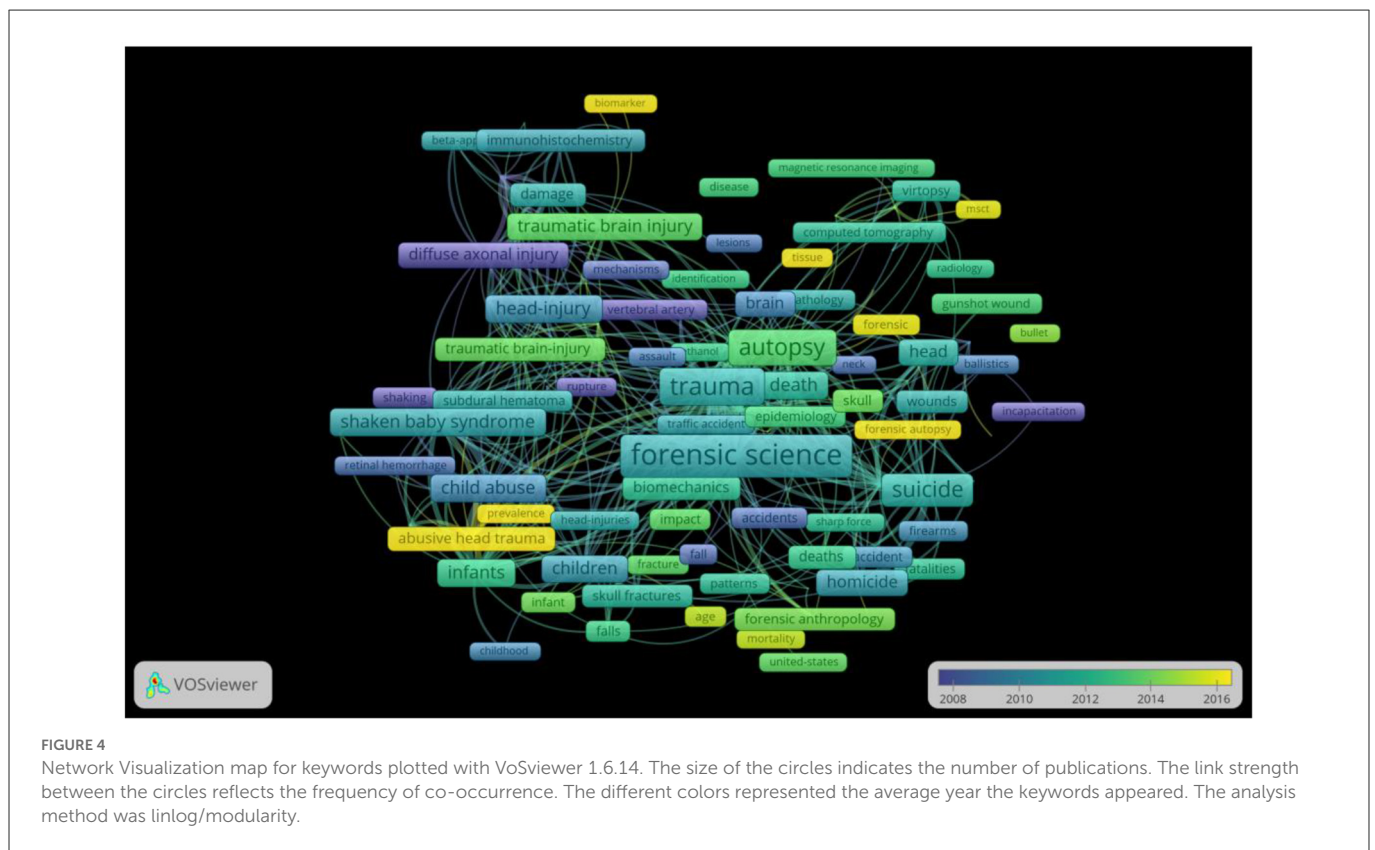 biomarker
beta-app
immunohistochemistry
magnetic resonance imaging
disease
virtopsy
damage
msct
traumatic brain injury
computed tomography
lesions
diffuse axonal injury
tissue
mechanisms
radiology
identification
brain
pathology
gunshot wound
head-injury
vertebral artery
forensic
bullet
traumatic brain-injury
autopsy
assault
ethanol
head
neck
ballistics
trauma
death
rupture
shaking
subdural hematoma
skull
wounds
incapacitation
shaken baby syndrome
traffic accident
epidemiology
forensic autopsy
forensic science
retinal hemorrhage
child abuse
biomechanics
suicide
prevalence
head-injuries
impact
accidents
sharp force
firearms
abusive head trauma
fall
deaths
accident
infants
children
fracture
fatalities
patterns
homicide
skull fractures
infant
age
forensic anthropology
falls
mortality
childhood
united-states
VOSviewer
2008 2010 2012 2014 2016
FIGURE 4
Network Visualization map for keywords plotted with VoSviewer 1.6.14. The size of the circles indicates the number of publications. The link strength
between the circles reflects the frequency of co-occurrence. The different colors represented the average year the keywords appeared. The analysis
method was linlog/modularity.